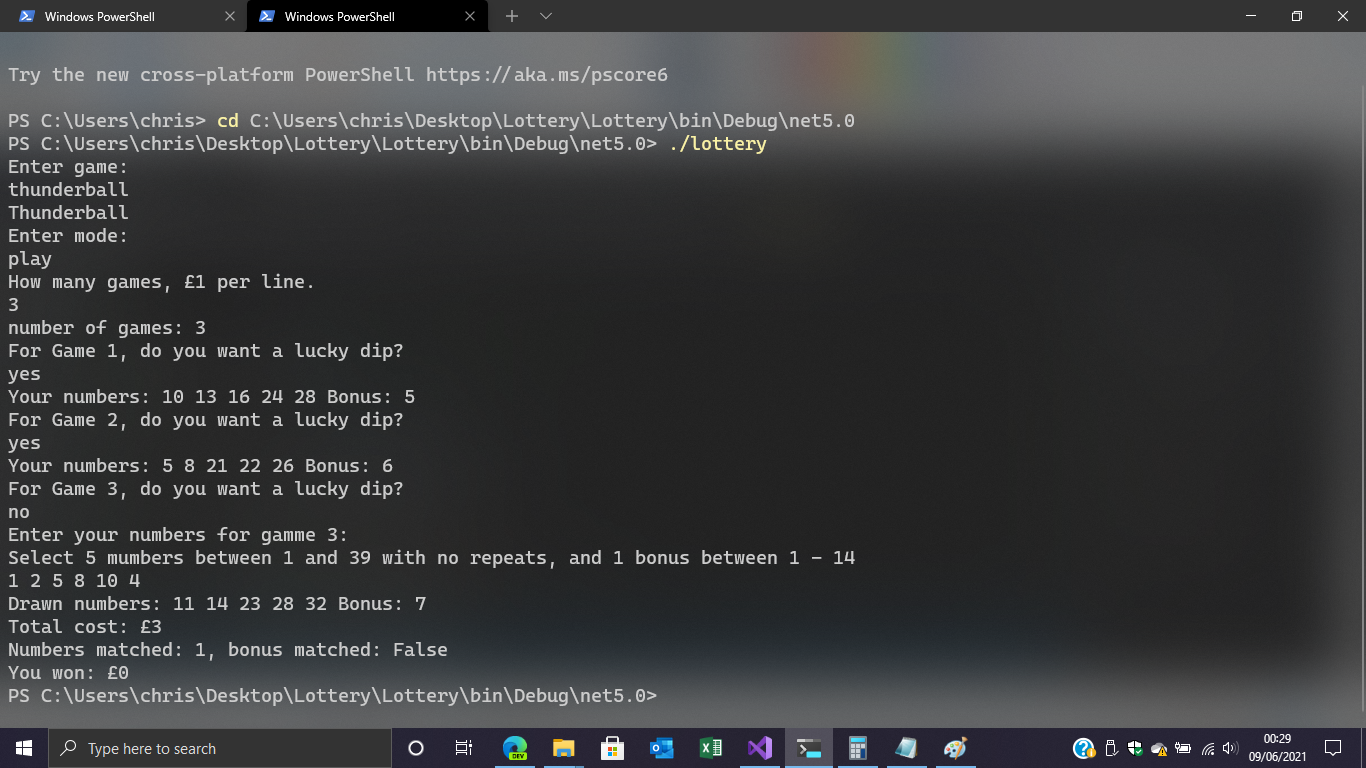 Windows PowerShell
Windows PowerShell
Try the new cross-platform PowerShell https://aka.ms/pscore6
PS C:\Users\chris> cd C:\Users\chris\Desktop\Lottery\Lottery\bin\Debug\net5.0
PS C:\Users\chris\Desktop\Lottery\Lottery\bin\Debug\net5.0> ./lottery
Enter game:
thunderball
Thunderball
Enter mode:
play
How many games, £1 per line.
3
number of games: 3
For Game 1, do you want a lucky dip?
yes
Your numbers: 10 13 16 24 28 Bonus: 5
For Game 2, do you want a lucky dip?
yes
Your numbers: 5 8 21 22 26 Bonus: 6
For Game 3, do you want a lucky dip?
no
Enter your numbers for gamme 3:
Select 5 mumbers between 1 and 39 with no repeats, and 1 bonus between 1 - 14
1 2 5 8 10 4
Drawn numbers: 11 14 23 28 32 Bonus: 7
Total cost: £3
Numbers matched: 1, bonus matched: False
You won: £0
PS C:\Users\chris\Desktop\Lottery\Lottery\bin\Debug\net5.0>
Type here to search
DEV
00:29
09/06/2021